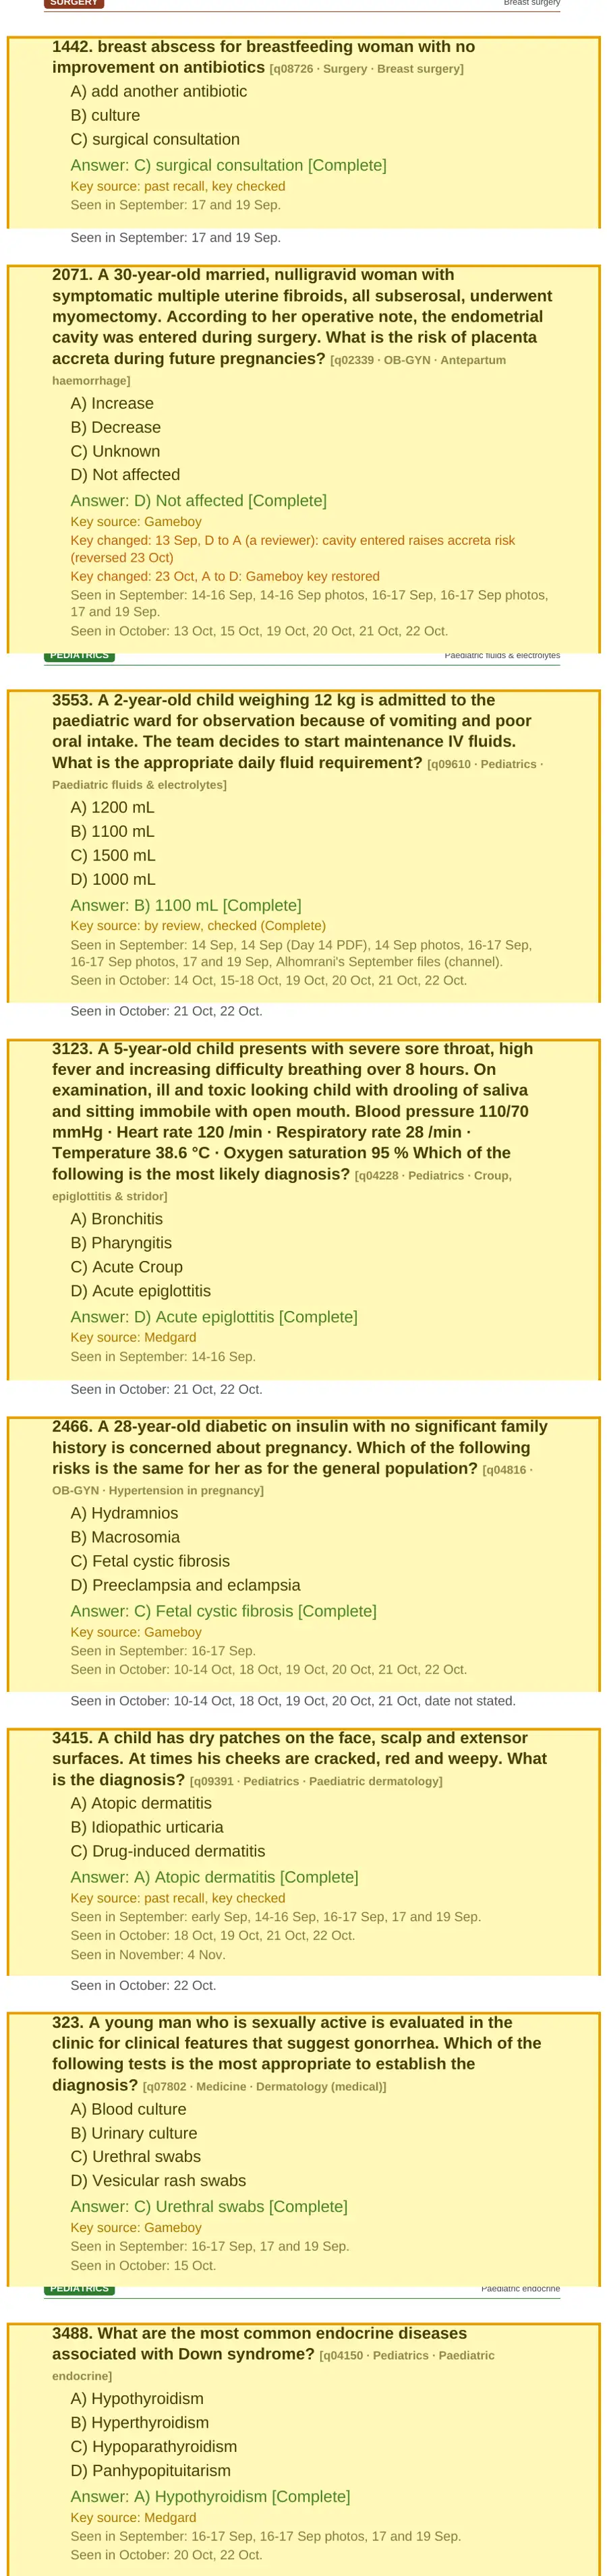 SURGERY
Breast surgery
1442. breast abscess for breastfeeding woman with no
improvement on antibiotics [q08726 · Surgery · Breast surgery]
A) add another antibiotic
B) culture
C) surgical consultation
Answer: C) surgical consultation [Complete]
Key source: past recall, key checked
Seen in September: 17 and 19 Sep.
Seen in September: 17 and 19 Sep.
2071. A 30-year-old married, nulligravid woman with
symptomatic multiple uterine fibroids, all subserosal, underwent
myomectomy. According to her operative note, the endometrial
cavity was entered during surgery. What is the risk of placenta
accreta during future pregnancies? [q02339 · OB-GYN · Antepartum
haemorrhage]
A) Increase
B) Decrease
C) Unknown
D) Not affected
Answer: D) Not affected [Complete]
Key source: Gameboy
Key changed: 13 Sep, D to A (a reviewer): cavity entered raises accreta risk
(reversed 23 Oct)
Key changed: 23 Oct, A to D: Gameboy key restored
Seen in September: 14-16 Sep, 14-16 Sep photos, 16-17 Sep, 16-17 Sep photos,
17 and 19 Sep.
Seen in October: 13 Oct, 15 Oct, 19 Oct, 20 Oct, 21 Oct, 22 Oct.
PEDIATRICS
Paediatric fluids & electrolytes
3553. A 2-year-old child weighing 12 kg is admitted to the
paediatric ward for observation because of vomiting and poor
oral intake. The team decides to start maintenance IV fluids.
What is the appropriate daily fluid requirement? [q09610 · Pediatrics ·
Paediatric fluids & electrolytes]
A) 1200 mL
B) 1100 mL
C) 1500 mL
D) 1000 mL
Answer: B) 1100 mL [Complete]
Key source: by review, checked (Complete)
Seen in September: 14 Sep, 14 Sep (Day 14 PDF), 14 Sep photos, 16-17 Sep,
16-17 Sep photos, 17 and 19 Sep, Alhomrani's September files (channel).
Seen in October: 14 Oct, 15-18 Oct, 19 Oct, 20 Oct, 21 Oct, 22 Oct.
Seen in October: 21 Oct, 22 Oct.
3123. A 5-year-old child presents with severe sore throat, high
fever and increasing difficulty breathing over 8 hours. On
examination, ill and toxic looking child with drooling of saliva
and sitting immobile with open mouth. Blood pressure 110/70
mmHg · Heart rate 120 /min · Respiratory rate 28 /min ·
Temperature 38.6 °C · Oxygen saturation 95 % Which of the
following is the most likely diagnosis? [q04228 · Pediatrics · Croup,
epiglottitis & stridor]
A) Bronchitis
B) Pharyngitis
C) Acute Croup
D) Acute epiglottitis
Answer: D) Acute epiglottitis [Complete]
Key source: Medgard
Seen in September: 14-16 Sep.
Seen in October: 21 Oct, 22 Oct.
2466. A 28-year-old diabetic on insulin with no significant family
history is concerned about pregnancy. Which of the following
risks is the same for her as for the general population? [q04816 ·
OB-GYN · Hypertension in pregnancy]
A) Hydramnios
B) Macrosomia
C) Fetal cystic fibrosis
D) Preeclampsia and eclampsia
Answer: C) Fetal cystic fibrosis [Complete]
Key source: Gameboy
Seen in September: 16-17 Sep.
Seen in October: 10-14 Oct, 18 Oct, 19 Oct, 20 Oct, 21 Oct, 22 Oct.
Seen in October: 10-14 Oct, 18 Oct, 19 Oct, 20 Oct, 21 Oct, date not stated.
3415. A child has dry patches on the face, scalp and extensor
surfaces. At times his cheeks are cracked, red and weepy. What
is the diagnosis? [q09391 · Pediatrics · Paediatric dermatology]
A) Atopic dermatitis
B) Idiopathic urticaria
C) Drug-induced dermatitis
Answer: A) Atopic dermatitis [Complete]
Key source: past recall, key checked
Seen in September: early Sep, 14-16 Sep, 16-17 Sep, 17 and 19 Sep.
Seen in October: 18 Oct, 19 Oct, 21 Oct, 22 Oct.
Seen in November: 4 Nov.
Seen in October: 22 Oct.
323. A young man who is sexually active is evaluated in the
clinic for clinical features that suggest gonorrhea. Which of the
following tests is the most appropriate to establish the
diagnosis? [q07802 · Medicine · Dermatology (medical)]
A) Blood culture
B) Urinary culture
C) Urethral swabs
D) Vesicular rash swabs
Answer: C) Urethral swabs [Complete]
Key source: Gameboy
Seen in September: 16-17 Sep, 17 and 19 Sep.
Seen in October: 15 Oct.
PEDIATRICS
Paediatric endocrine
3488. What are the most common endocrine diseases
associated with Down syndrome? [q04150 · Pediatrics · Paediatric
endocrine]
A) Hypothyroidism
B) Hyperthyroidism
C) Hypoparathyroidism
D) Panhypopituitarism
Answer: A) Hypothyroidism [Complete]
Key source: Medgard
Seen in September: 16-17 Sep, 16-17 Sep photos, 17 and 19 Sep.
Seen in October: 20 Oct, 22 Oct.